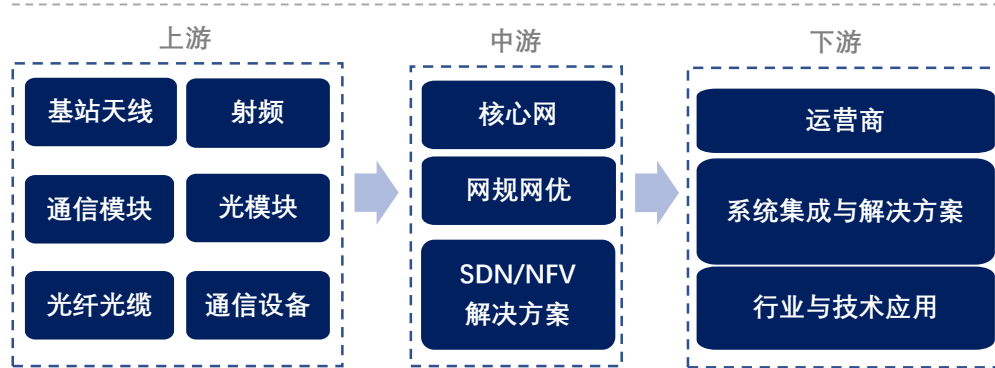 上游
中游
下游
基站天线
射频
通信模块
光模块
光纤光缆
通信设备
核心网
网规网优
SDN/NFV
解决方案
运营商
系统集成与解决方案
行业与技术应用